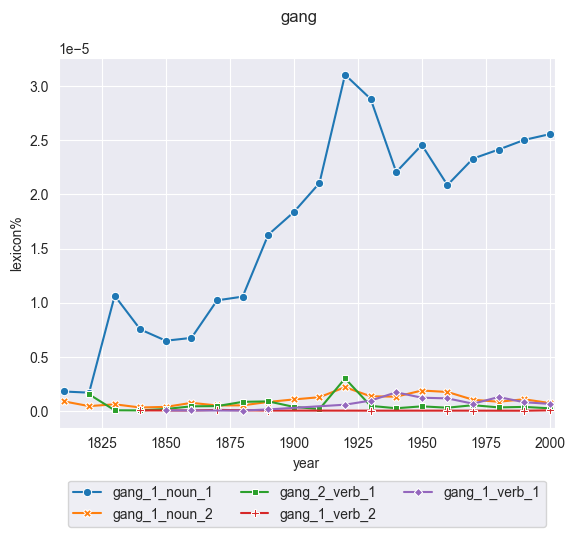 gang
1e−5
3.0
2.5
2.0
1.5
1.0
0.5
0.0
lexicon%
1825 1850 1875 1900 1925 1950 1975 2000
year
gang_1_noun_1 gang_2_verb_1 gang_1_verb_1
gang_1_noun_2 gang_1_verb_2